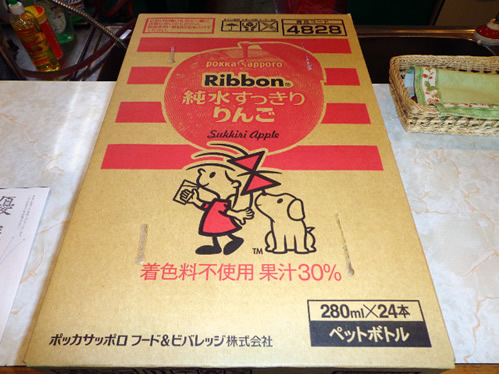 4828
pokka sapporo
Ribbon®
純水すっきり
りんご
Sukkiri Apple
TM
着色料不使用 果汁30%
280ml×24本
ペットボトル
ポッカサッポロ フード&ビバレッジ株式会社